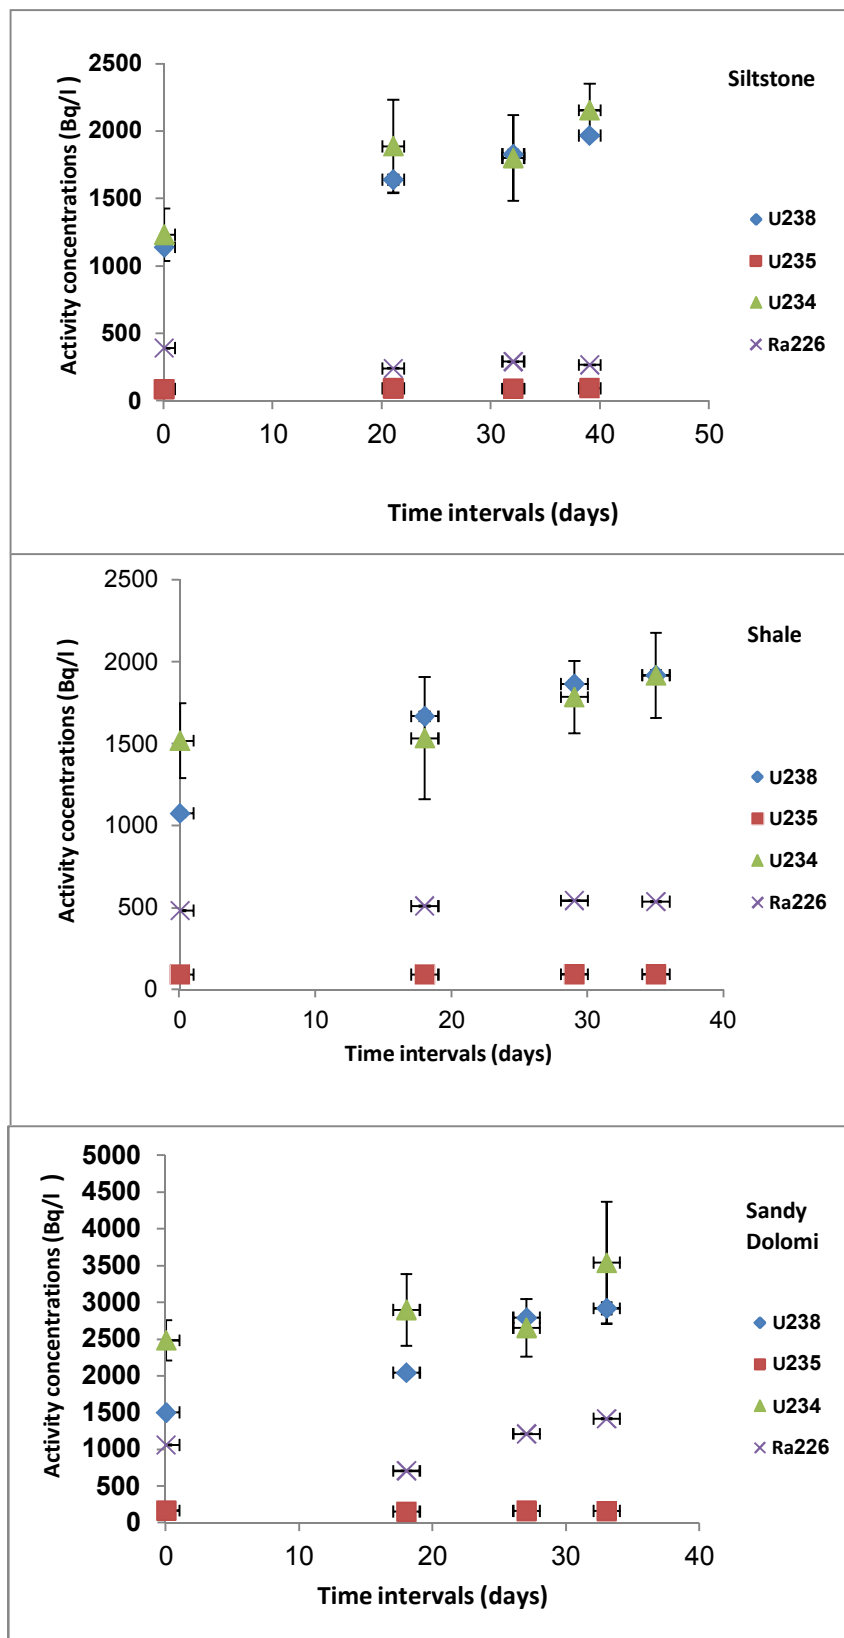 Siltstone
Activity concentrations (Bq/l )
2500
2000
1500
1000
500
0
0 10 20 30 40 50
Time intervals (days)
U238
U235
U234
Ra226
Shale
Activity cocentrations (Bq/l )
2500
2000
1500
1000
500
0
0 10 20 30 40
Time intervals (days)
U238
U235
U234
Ra226
Sandy
Dolomi
Activity concentrations (Bq/l )
5000
4500
4000
3500
3000
2500
2000
1500
1000
500
0
0 10 20 30 40
Time intervals (days)
U238
U235
U234
Ra226